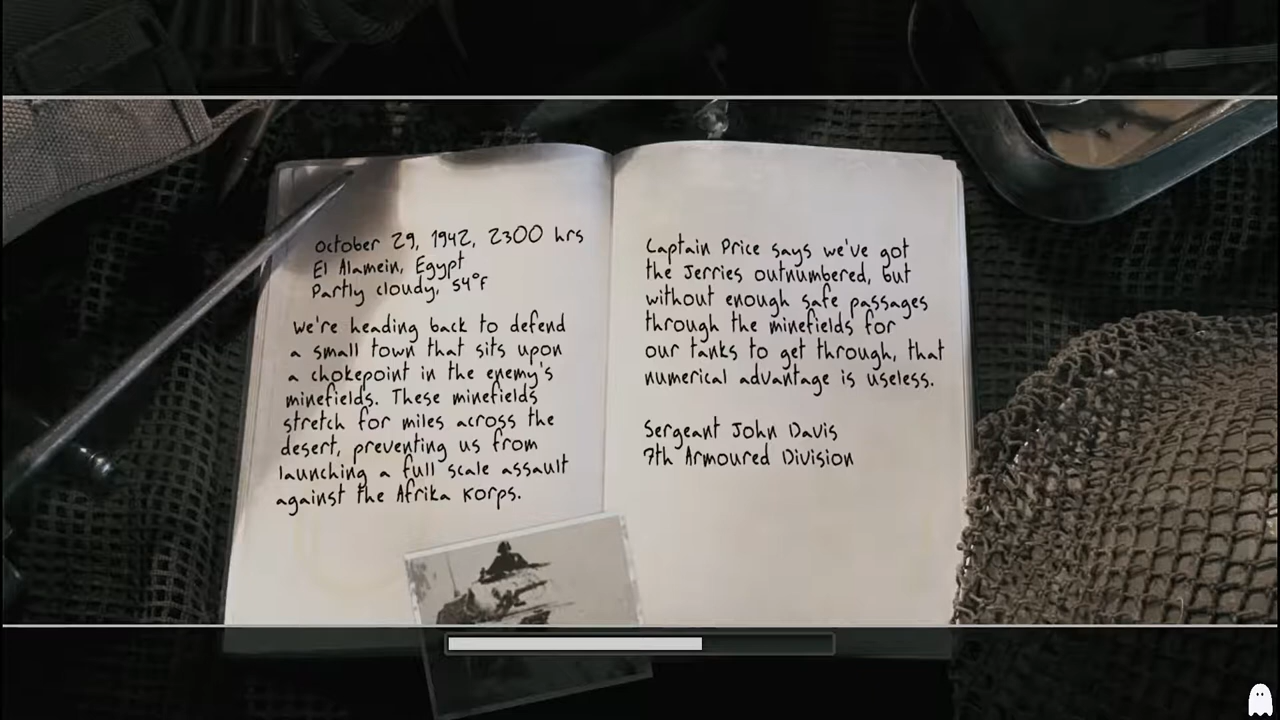 October 29, 1942, 2300 hrs
El Alamein, Egypt
Partly cloudy, 54°F
We're heading back to defend
a small town that sits upon
a chokepoint in the enemy's
minefields. These minefields
stretch for miles across the
desert, preventing us from
launching a full scale assault
against the Afrika Korps.
Captain Price says we've got
the Jerries outnumbered, but
without enough safe passages
through the minefields for
our tanks to get through, that
numerical advantage is useless.
Sergeant John Davis
7th Armoured Division